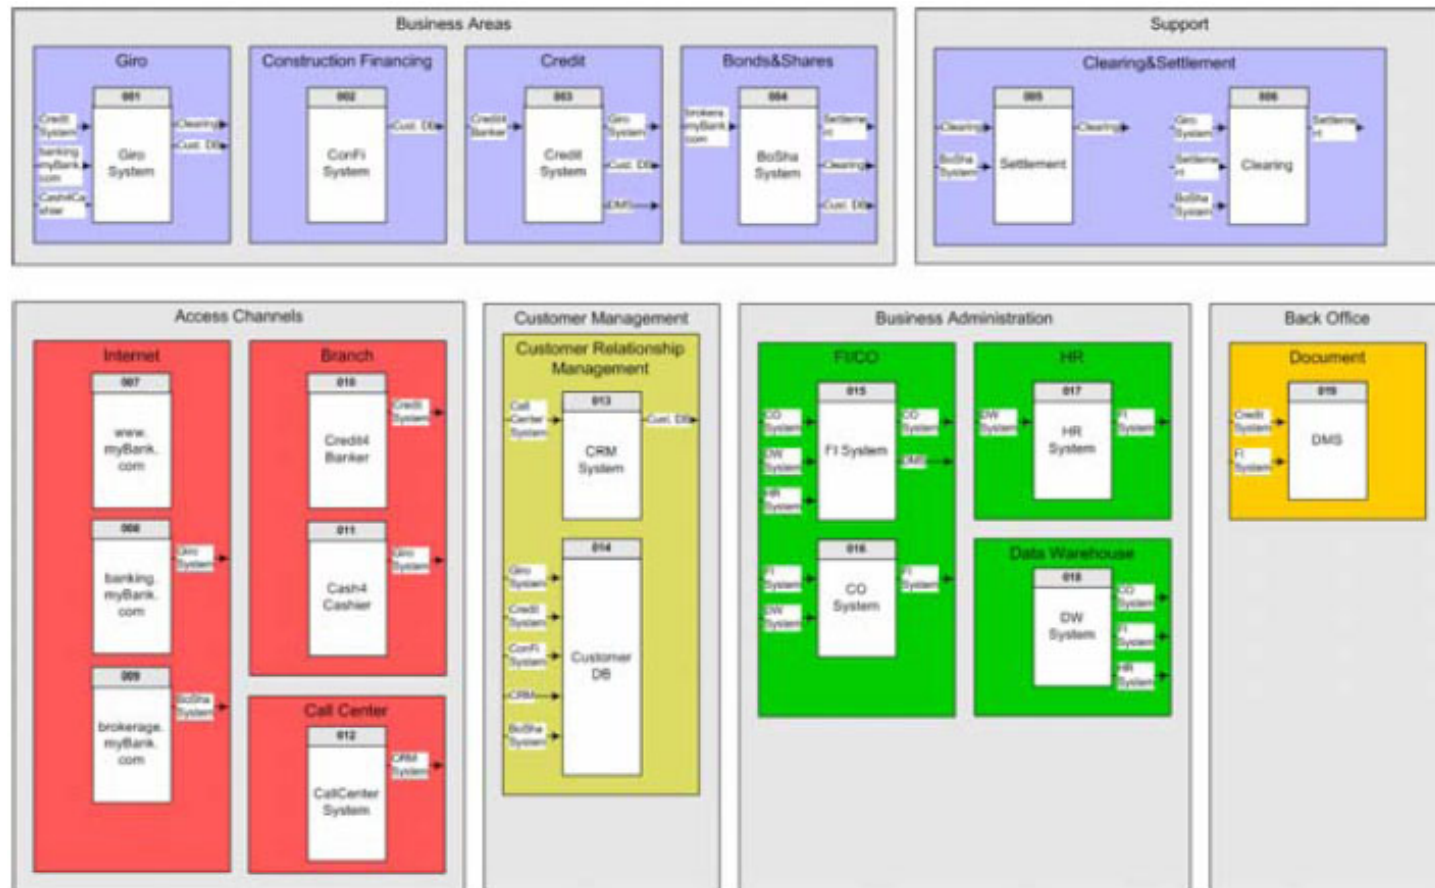 Business Areas
Support
Giro
Construction Financing
Credit
Bonds&Shares
Clearing&Settlement
001
002
003
004
005
006
Credit
System
banking.
myBank.
com
Cash4Ca
shier
Giro
System
Clearing
Cust. DB
ConFi
System
Cust. DB
Credit4
Banker
Credit
System
Giro
System
Cust. DB
DMS
brokera.
myBank.
com
BoSha
System
Settleme
nt
Clearing
Cust. DB
Clearing
BoSha
System
Settlement
Clearing
Giro
System
Settleme
nt
BoSha
System
Clearing
Settleme
nt
Access Channels
Customer Management
Business Administration
Back Office
Internet
007
www.
myBank.
com
008
banking.
myBank.
com
Giro
System
009
brokerage.
myBank.
com
BoSha
System
Branch
010
Credit4
Banker
Credit
System
011
Cash4
Cashier
Giro
System
Call Center
012
CallCenter
System
CRM
System
Customer Relationship
Management
013
Call
Center
System
CRM
System
Cust. DB
014
Giro
System
Credit
System
ConFi
System
CRM
BoSha
System
Customer
DB
FI/CO
015
CO
System
DW
System
HR
System
FI System
CO
System
DMS
016
FI
System
DW
System
CO
System
FI
System
HR
017
DW
System
HR
System
FI
System
Data Warehouse
018
DW
System
CO
System
FI
System
HR
System
Document
019
Credit
System
FI
System
DMS